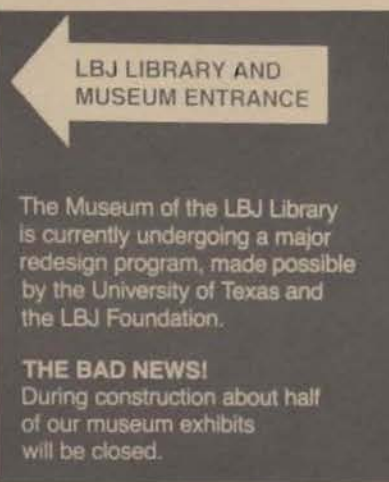 LBJ LIBRARY AND
MUSEUM ENTRANCE
The Museum of the LBJ Library
is currently undergoing a major
redesign program, made possible
by the University of Texas and
the LBJ Foundation.
THE BAD NEWS!
During construction about half
of our museum exhibits
will be closed.